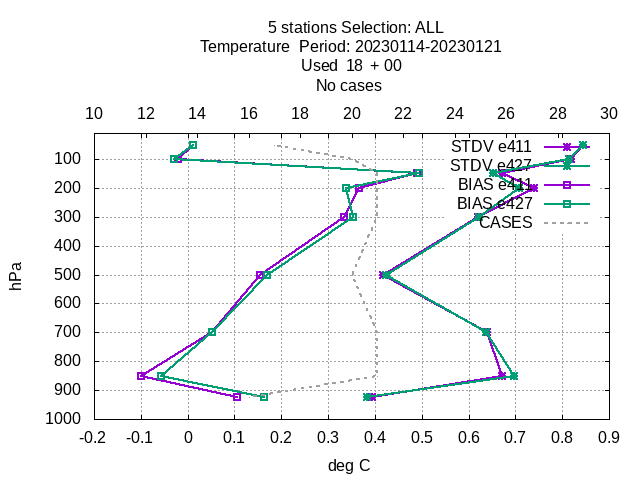 5 stations Selection: ALL
Temperature  Period: 20230114-20230121
Used  18  + 00
No cases
10 12 14 16 18 20 22 24 26 28 30
STDV e411
STDV e427
BIAS e411
BIAS e427
CASES
100
200
300
400
500
600
700
800
900
1000
hPa
-0.2 -0.1 0 0.1 0.2 0.3 0.4 0.5 0.6 0.7 0.8 0.9
deg C